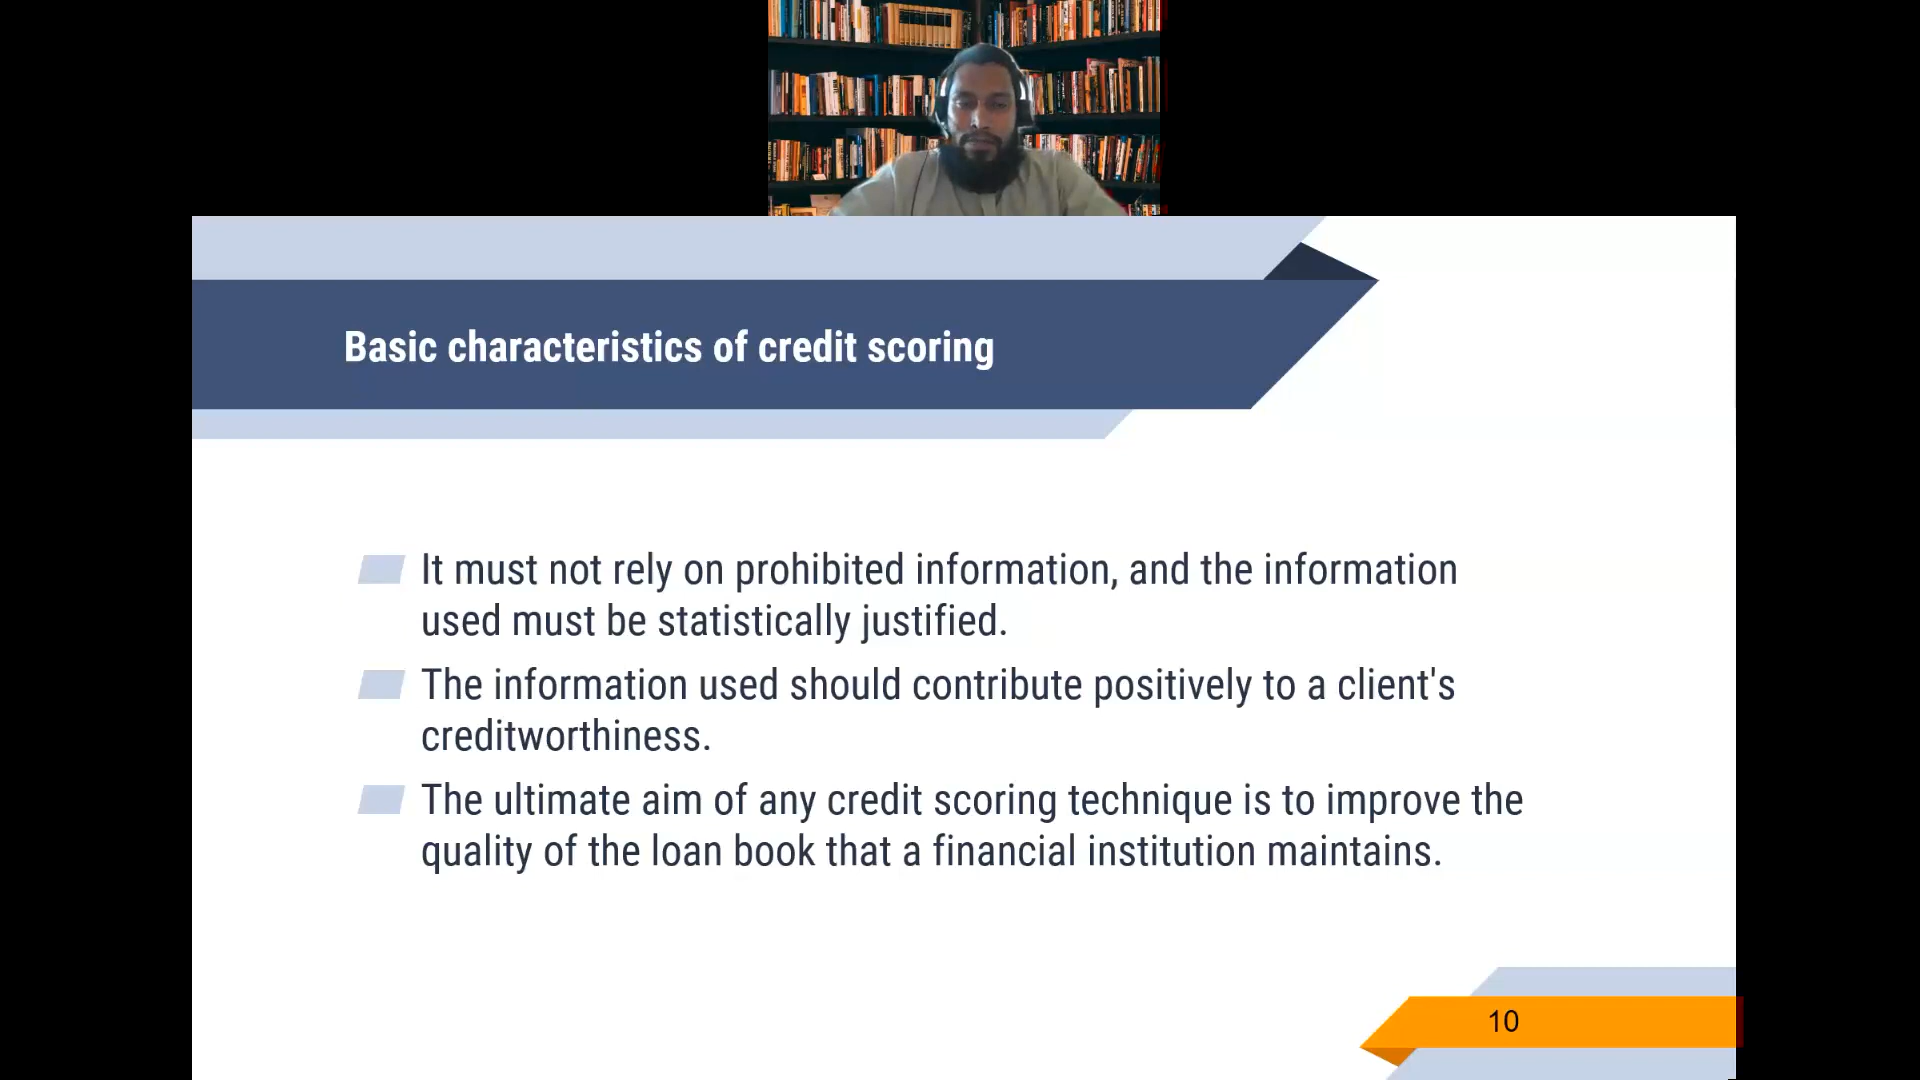 Basic characteristics of credit scoring
It must not rely on prohibited information, and the information
used must be statistically justified.
The information used should contribute positively to a client's
creditworthiness.
The ultimate aim of any credit scoring technique is to improve the
quality of the loan book that a financial institution maintains.
10